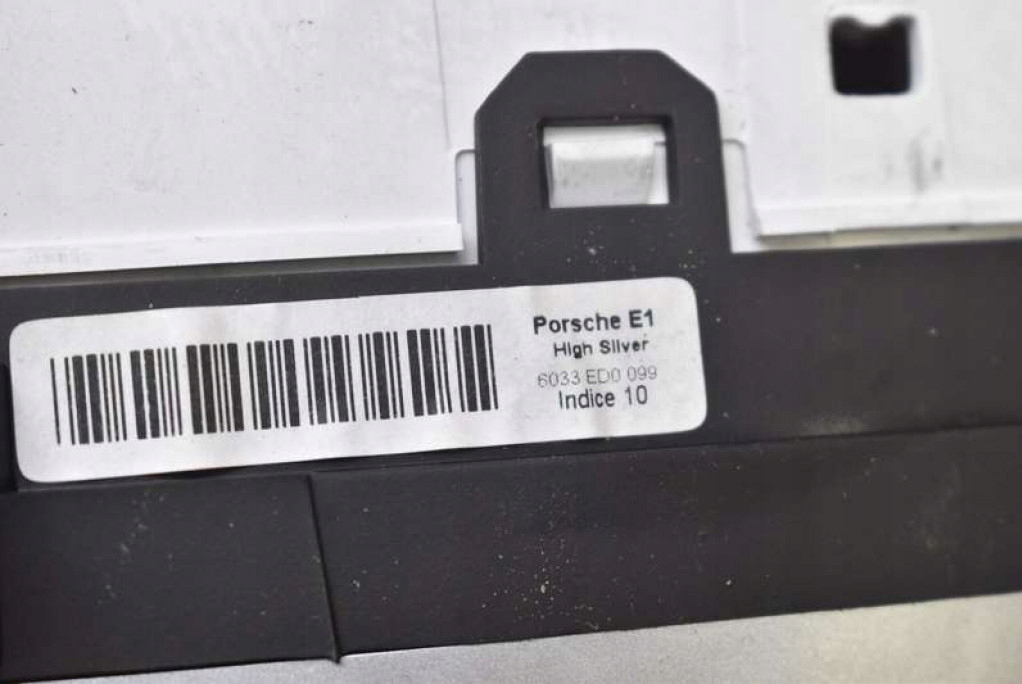 Porsche E1
High Silver
6033 ED0 099
Indice 10